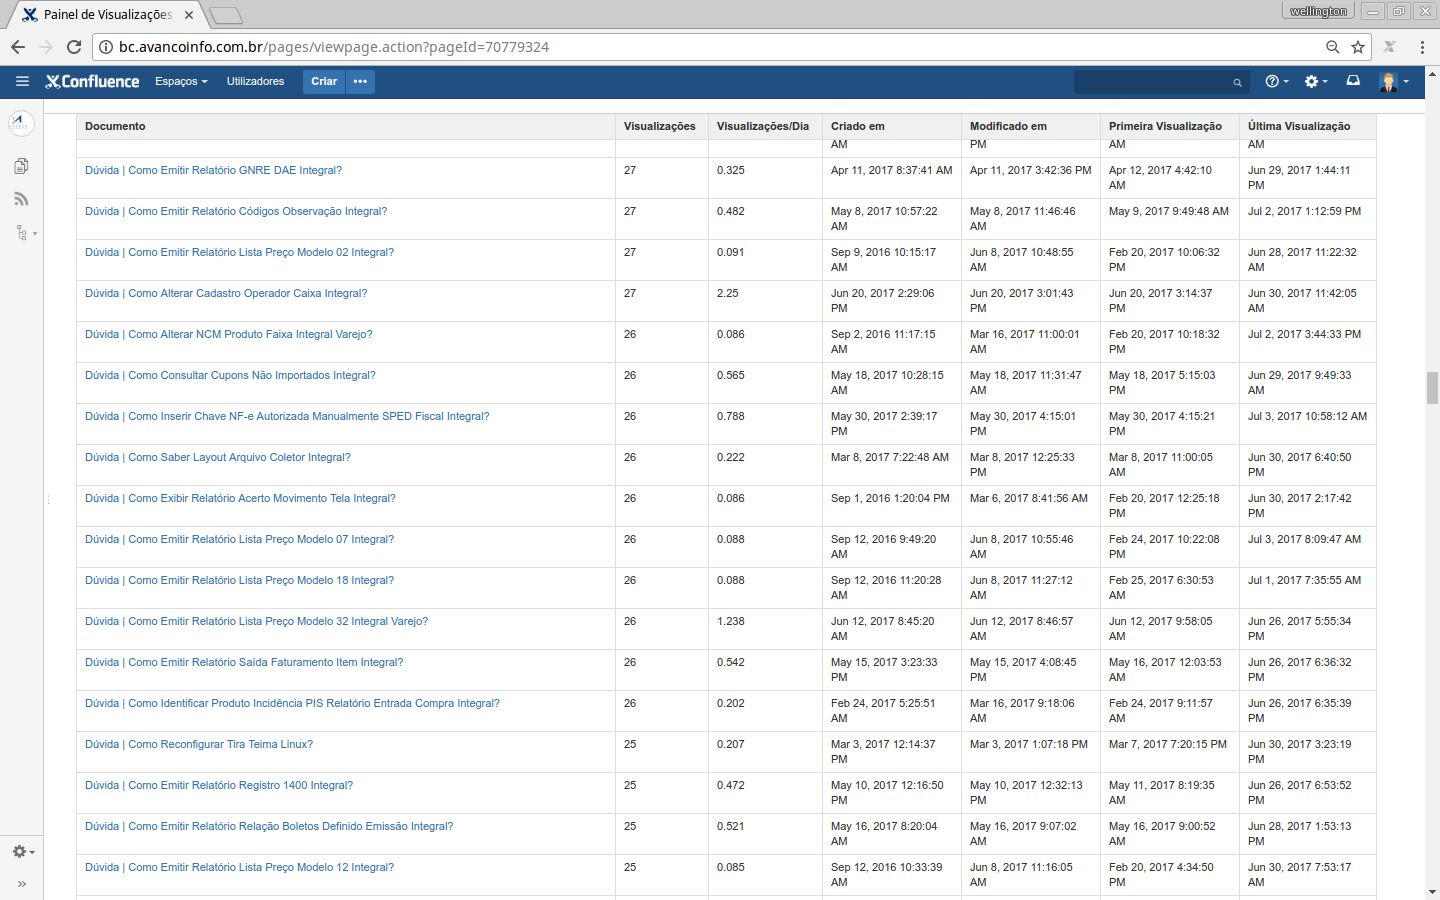 Painel de Visualizações
wellington
bc.avancoinfo.com.br/pages/viewpage.action?pageId=70779324
Confluence Espaços Utilizadores Criar
Documento Visualizações Visualizações/Dia Criado em Modificado em Primeira Visualização Última Visualização
AM PM AM AM
Dúvida | Como Emitir Relatório GNRE DAE Integral? 27 0.325 Apr 11, 2017 8:37:41 AM Apr 11, 2017 3:42:36 PM Apr 12, 2017 4:42:10 Jun 29, 2017 1:44:11
AM PM
Dúvida | Como Emitir Relatório Códigos Observação Integral? 27 0.482 May 8, 2017 10:57:22 May 8, 2017 11:46:46 May 9, 2017 9:49:48 AM Jul 2, 2017 1:12:59 PM
AM AM
Dúvida | Como Emitir Relatório Lista Preço Modelo 02 Integral? 27 0.091 Sep 9, 2016 10:15:17 Jun 8, 2017 10:48:55 Feb 20, 2017 10:06:32 Jun 28, 2017 11:22:32
AM AM PM AM
Dúvida | Como Alterar Cadastro Operador Caixa Integral? 27 2.25 Jun 20, 2017 2:29:06 Jun 20, 2017 3:01:43 Jun 20, 2017 3:14:37 Jun 30, 2017 11:42:05
PM PM PM AM
Dúvida | Como Alterar NCM Produto Faixa Integral Varejo? 26 0.086 Sep 2, 2016 11:17:15 Mar 16, 2017 11:00:01 Feb 20, 2017 10:18:32 Jul 2, 2017 3:44:33 PM
AM AM PM
Dúvida | Como Consultar Cupons Não Importados Integral? 26 0.565 May 18, 2017 10:28:15 May 18, 2017 11:31:47 May 18, 2017 5:15:03 Jun 29, 2017 9:49:33
AM AM PM AM
Dúvida | Como Inserir Chave NF-e Autorizada Manualmente SPED Fiscal Integral? 26 0.788 May 30, 2017 2:39:17 May 30, 2017 4:15:01 May 30, 2017 4:15:21 Jul 3, 2017 10:58:12 AM
PM PM PM
Dúvida | Como Saber Layout Arquivo Coletor Integral? 26 0.222 Mar 8, 2017 7:22:48 AM Mar 8, 2017 12:25:33 Mar 8, 2017 11:00:05 Jun 30, 2017 6:40:50
PM AM PM
Dúvida | Como Exibir Relatório Acerto Movimento Tela Integral? 26 0.086 Sep 1, 2016 1:20:04 PM Mar 6, 2017 8:41:56 AM Feb 20, 2017 12:25:18 Jun 30, 2017 2:17:42
PM PM
Dúvida | Como Emitir Relatório Lista Preço Modelo 07 Integral? 26 0.088 Sep 12, 2016 9:49:20 Jun 8, 2017 10:55:46 Feb 24, 2017 10:22:08 Jul 3, 2017 8:09:47 AM
AM AM PM
Dúvida | Como Emitir Relatório Lista Preço Modelo 18 Integral? 26 0.088 Sep 12, 2016 11:20:28 Jun 8, 2017 11:27:12 Feb 25, 2017 6:30:53 Jul 1, 2017 7:35:55 AM
AM AM AM
Dúvida | Como Emitir Relatório Lista Preço Modelo 32 Integral Varejo? 26 1.238 Jun 12, 2017 8:45:20 Jun 12, 2017 8:46:57 Jun 12, 2017 9:58:05 Jun 26, 2017 5:55:34
AM AM AM PM
Dúvida | Como Emitir Relatório Saída Faturamento Item Integral? 26 0.542 May 15, 2017 3:23:33 May 15, 2017 4:08:45 May 16, 2017 12:03:53 Jun 26, 2017 6:36:32
PM PM AM PM
Dúvida | Como Identificar Produto Incidência PIS Relatório Entrada Compra Integral? 26 0.202 Feb 24, 2017 5:25:51 Mar 16, 2017 9:18:06 Feb 24, 2017 9:11:57 Jun 26, 2017 6:35:39
AM AM AM PM
Dúvida | Como Reconfigurar Tira Teima Linux? 25 0.207 Mar 3, 2017 12:14:37 Mar 3, 2017 1:07:18 PM Mar 7, 2017 7:20:15 PM Jun 30, 2017 3:23:19
PM PM
Dúvida | Como Emitir Relatório Registro 1400 Integral? 25 0.472 May 10, 2017 12:16:50 May 10, 2017 12:32:13 May 11, 2017 8:19:35 Jun 26, 2017 6:53:52
PM PM AM PM
Dúvida | Como Emitir Relatório Relação Boletos Definido Emissão Integral? 25 0.521 May 16, 2017 8:20:04 May 16, 2017 9:07:02 May 16, 2017 9:00:52 Jun 28, 2017 1:53:13
AM AM AM PM
Dúvida | Como Emitir Relatório Lista Preço Modelo 12 Integral? 25 0.085 Sep 12, 2016 10:33:39 Jun 8, 2017 11:16:05 Feb 20, 2017 4:34:50 Jun 30, 2017 7:53:17
AM AM PM AM